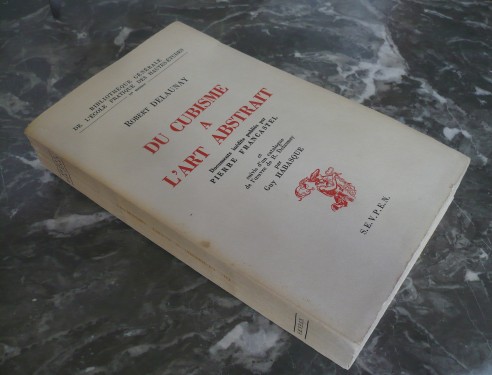 BIBLIOTHÈQUE GÉNÉRALE
DE L'ÉCOLE PRATIQUE DES HAUTES ÉTUDES
ROBERT DELAUNAY
DU CUBISME
A
L'ART ABSTRAIT
Documents inédits publiés par
PIERRE FRANCASTEL
et
suivis d'un catalogue
de l'œuvre de R. Delaunay
par
Guy HABASQUE
S.E.V.P.E.N.